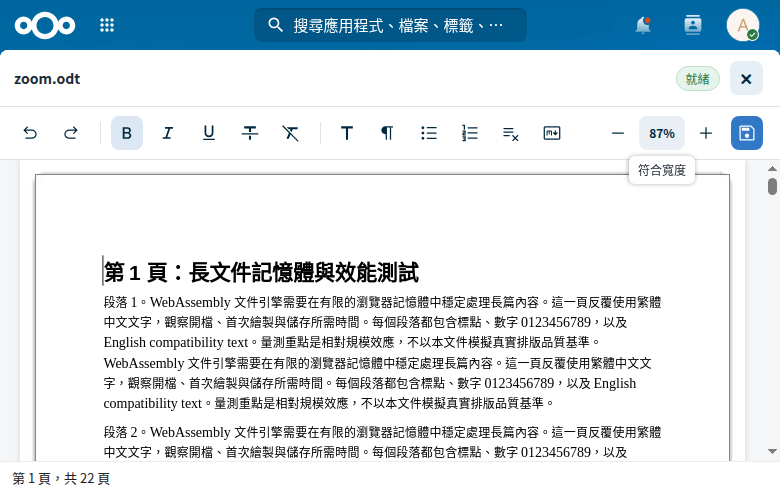 搜尋應用程式、檔案、標籤、…
A
zoom.odt
就緒
B I U S T T
87%
符合寬度
第 1 頁：長文件記憶體與效能測試
段落 1。WebAssembly 文件引擎需要在有限的瀏覽器記憶體中穩定處理長篇內容。這一頁反覆使用繁體
中文文字，觀察開檔、首次繪製與儲存所需時間。每個段落都包含標點、數字 0123456789，以及
English compatibility text。量測重點是相對規模效應，不以本文件模擬真實排版品質基準。
WebAssembly 文件引擎需要在有限的瀏覽器記憶體中穩定處理長篇內容。這一頁反覆使用繁體中文文
字，觀察開檔、首次繪製與儲存所需時間。每個段落都包含標點、數字 0123456789，以及 English
compatibility text。量測重點是相對規模效應，不以本文件模擬真實排版品質基準。
段落 2。WebAssembly 文件引擎需要在有限的瀏覽器記憶體中穩定處理長篇內容。這一頁反覆使用繁體
中文文字，觀察開檔、首次繪製與儲存所需時間。每個段落都包含標點、數字 0123456789，以及
第 1 頁，共 22 頁